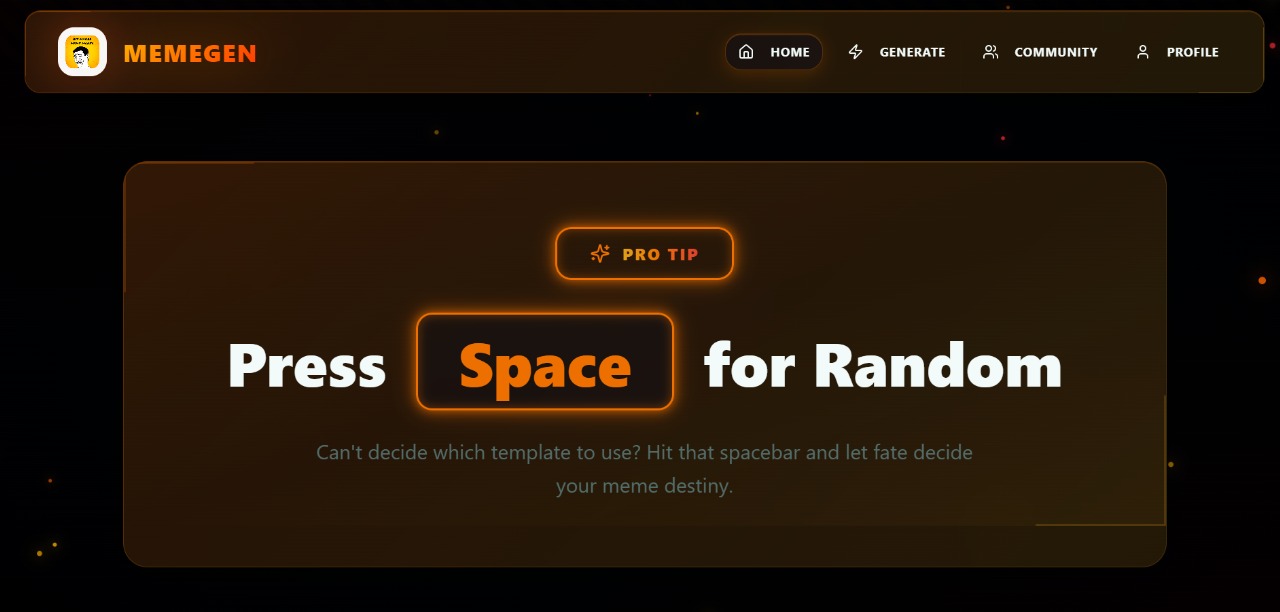 MEMEGEN
HOME
GENERATE
COMMUNITY
PROFILE
PRO TIP
Press Space for Random
Can't decide which template to use? Hit that spacebar and let fate decide
your meme destiny.